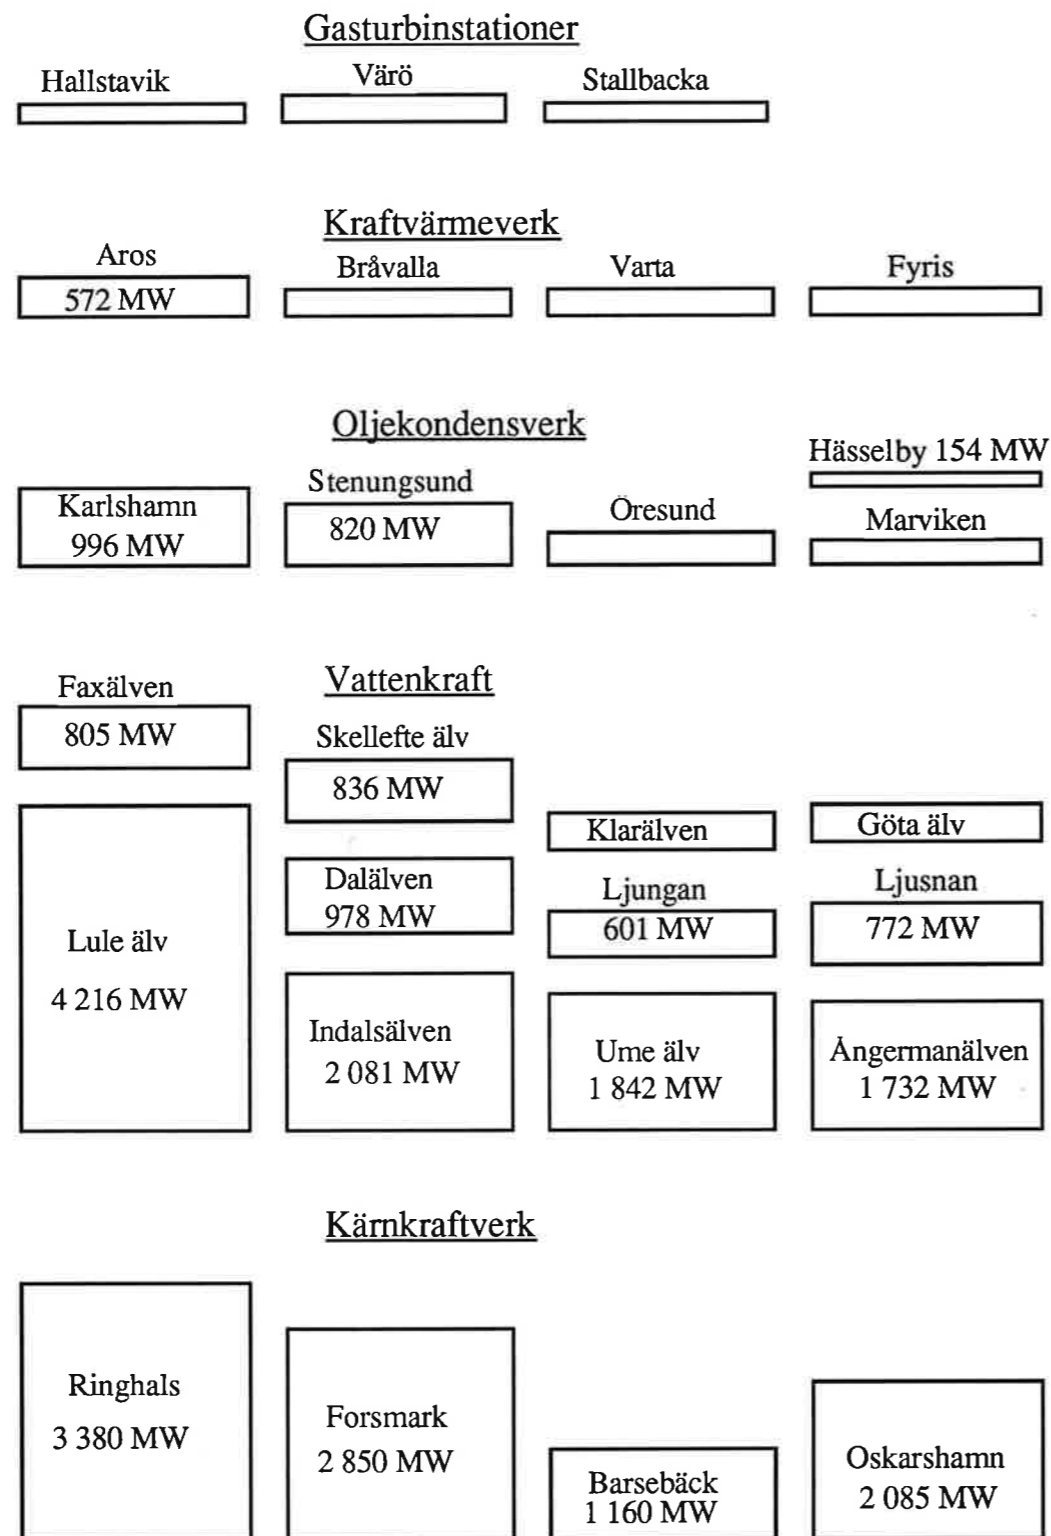 Gasturbinstationer
Hallstavik
Värö
Stallbacka
Kraftvärmeverk
Aros
572 MW
Bråvalla
Varta
Fyris
Oljekondensverk
Karlshamn
996 MW
Stenungsund
820 MW
Öresund
Hässelby 154 MW
Marviken
Vattenkraft
Faxälven
805 MW
Skellefte älv
836 MW
Klarälven
Göta älv
Dalälven
978 MW
Ljungan
601 MW
Ljusnan
772 MW
Lule älv
4 216 MW
Indalsälven
2 081 MW
Ume älv
1 842 MW
Ångermanälven
1 732 MW
Kärnkraftverk
Ringhals
3 380 MW
Forsmark
2 850 MW
Barsebäck
1 160 MW
Oskarshamn
2 085 MW